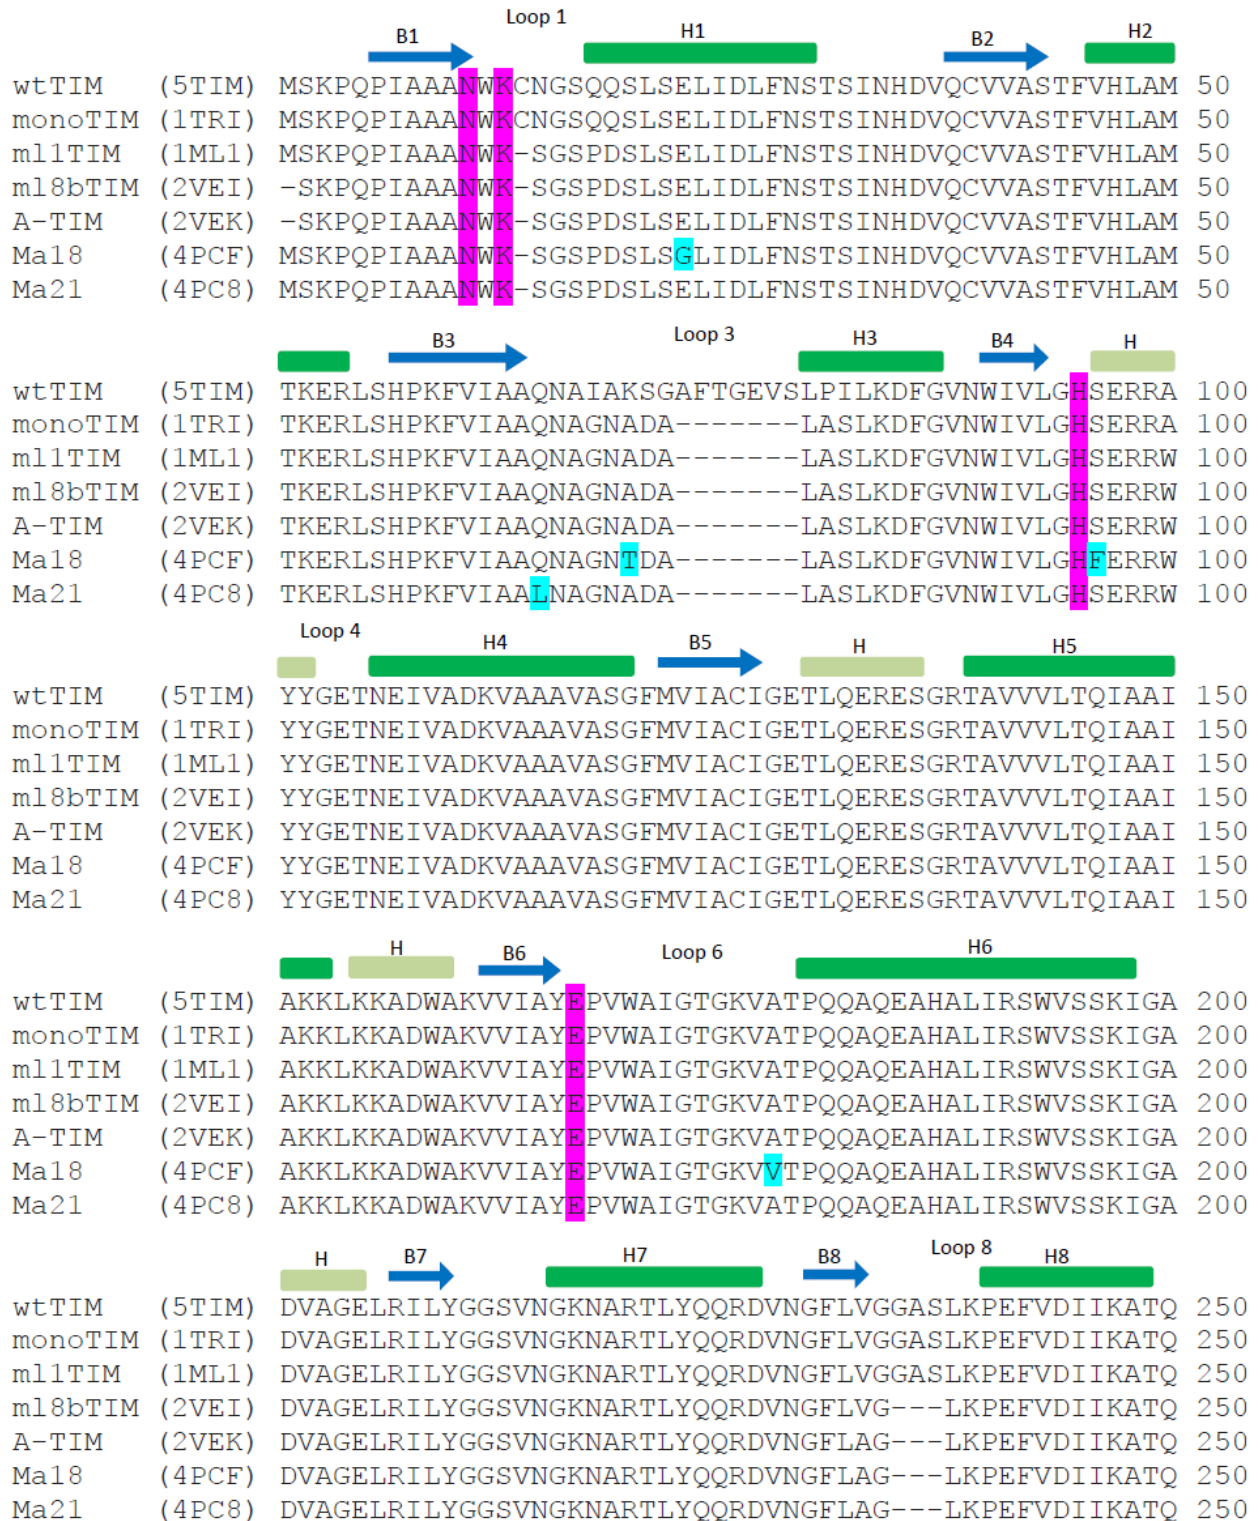 Loop 1
B1 H1 B2 H2
wtTIM (5TIM) MSKPQPIAAANWKCNGSQQSLSELIDLFNSTSINHDVQCVVASTFVHLAM 50
monoTIM (1TRI) MSKPQPIAAANWKCNGSQQSLSELIDLFNSTSINHDVQCVVASTFVHLAM 50
ml1TIM (1ML1) MSKPQPIAAANWK-SGSPDSLSELIDLFNSTSINHDVQCVVASTFVHLAM 50
ml8bTIM (2VEI) -SKPQPIAAANWK-SGSPDSLSELIDLFNSTSINHDVQCVVASTFVHLAM 50
A-TIM (2VEK) -SKPQPIAAANWK-SGSPDSLSELIDLFNSTSINHDVQCVVASTFVHLAM 50
Ma18 (4PCF) MSKPQPIAAANWK-SGSPDSLSGLIDLFNSTSINHDVQCVVASTFVHLAM 50
Ma21 (4PC8) MSKPQPIAAANWK-SGSPDSLSELIDLFNSTSINHDVQCVVASTFVHLAM 50
B3 Loop 3 H3 B4 H
wtTIM (5TIM) TKERLSHPKFVIAAQNAIAKSGAFTGEVSLPILKDFGVNWIVLGHSERRA 100
monoTIM (1TRI) TKERLSHPKFVIAAQNAGNADA-------LASLKDFGVNWIVLGHSERRA 100
ml1TIM (1ML1) TKERLSHPKFVIAAQNAGNADA-------LASLKDFGVNWIVLGHSERRW 100
ml8bTIM (2VEI) TKERLSHPKFVIAAQNAGNADA-------LASLKDFGVNWIVLGHSERRW 100
A-TIM (2VEK) TKERLSHPKFVIAAQNAGNADA-------LASLKDFGVNWIVLGHSERRW 100
Ma18 (4PCF) TKERLSHPKFVIAAQNAGNTDA-------LASLKDFGVNWIVLGHFERRW 100
Ma21 (4PC8) TKERLSHPKFVIAALNAGNADA-------LASLKDFGVNWIVLGHSERRW 100
Loop 4 H4 B5 H H5
wtTIM (5TIM) YYGETNEIVADKVAAAVASGFMVIACIGETLQERESGRTAVVVLTQIAAI 150
monoTIM (1TRI) YYGETNEIVADKVAAAVASGFMVIACIGETLQERESGRTAVVVLTQIAAI 150
ml1TIM (1ML1) YYGETNEIVADKVAAAVASGFMVIACIGETLQERESGRTAVVVLTQIAAI 150
ml8bTIM (2VEI) YYGETNEIVADKVAAAVASGFMVIACIGETLQERESGRTAVVVLTQIAAI 150
A-TIM (2VEK) YYGETNEIVADKVAAAVASGFMVIACIGETLQERESGRTAVVVLTQIAAI 150
Ma18 (4PCF) YYGETNEIVADKVAAAVASGFMVIACIGETLQERESGRTAVVVLTQIAAI 150
Ma21 (4PC8) YYGETNEIVADKVAAAVASGFMVIACIGETLQERESGRTAVVVLTQIAAI 150
H B6 Loop 6 H6
wtTIM (5TIM) AKKLKKADWAKVVIAYEPVWAIGTGKVATPQQAQEAHALIRSWVSSKIGA 200
monoTIM (1TRI) AKKLKKADWAKVVIAYEPVWAIGTGKVATPQQAQEAHALIRSWVSSKIGA 200
ml1TIM (1ML1) AKKLKKADWAKVVIAYEPVWAIGTGKVATPQQAQEAHALIRSWVSSKIGA 200
ml8bTIM (2VEI) AKKLKKADWAKVVIAYEPVWAIGTGKVATPQQAQEAHALIRSWVSSKIGA 200
A-TIM (2VEK) AKKLKKADWAKVVIAYEPVWAIGTGKVATPQQAQEAHALIRSWVSSKIGA 200
Ma18 (4PCF) AKKLKKADWAKVVIAYEPVWAIGTGKVVTPQQAQEAHALIRSWVSSKIGA 200
Ma21 (4PC8) AKKLKKADWAKVVIAYEPVWAIGTGKVATPQQAQEAHALIRSWVSSKIGA 200
H B7 H7 B8 Loop 8 H8
wtTIM (5TIM) DVAGELRILYGGSVNGKNARTLYQQRDVNGFLVGGASLKPEFVDIIKATQ 250
monoTIM (1TRI) DVAGELRILYGGSVNGKNARTLYQQRDVNGFLVGGASLKPEFVDIIKATQ 250
ml1TIM (1ML1) DVAGELRILYGGSVNGKNARTLYQQRDVNGFLVGGASLKPEFVDIIKATQ 250
ml8bTIM (2VEI) DVAGELRILYGGSVNGKNARTLYQQRDVNGFLVG---LKPEFVDIIKATQ 250
A-TIM (2VEK) DVAGELRILYGGSVNGKNARTLYQQRDVNGFLAG---LKPEFVDIIKATQ 250
Ma18 (4PCF) DVAGELRILYGGSVNGKNARTLYQQRDVNGFLAG---LKPEFVDIIKATQ 250
Ma21 (4PC8) DVAGELRILYGGSVNGKNARTLYQQRDVNGFLAG---LKPEFVDIIKATQ 250